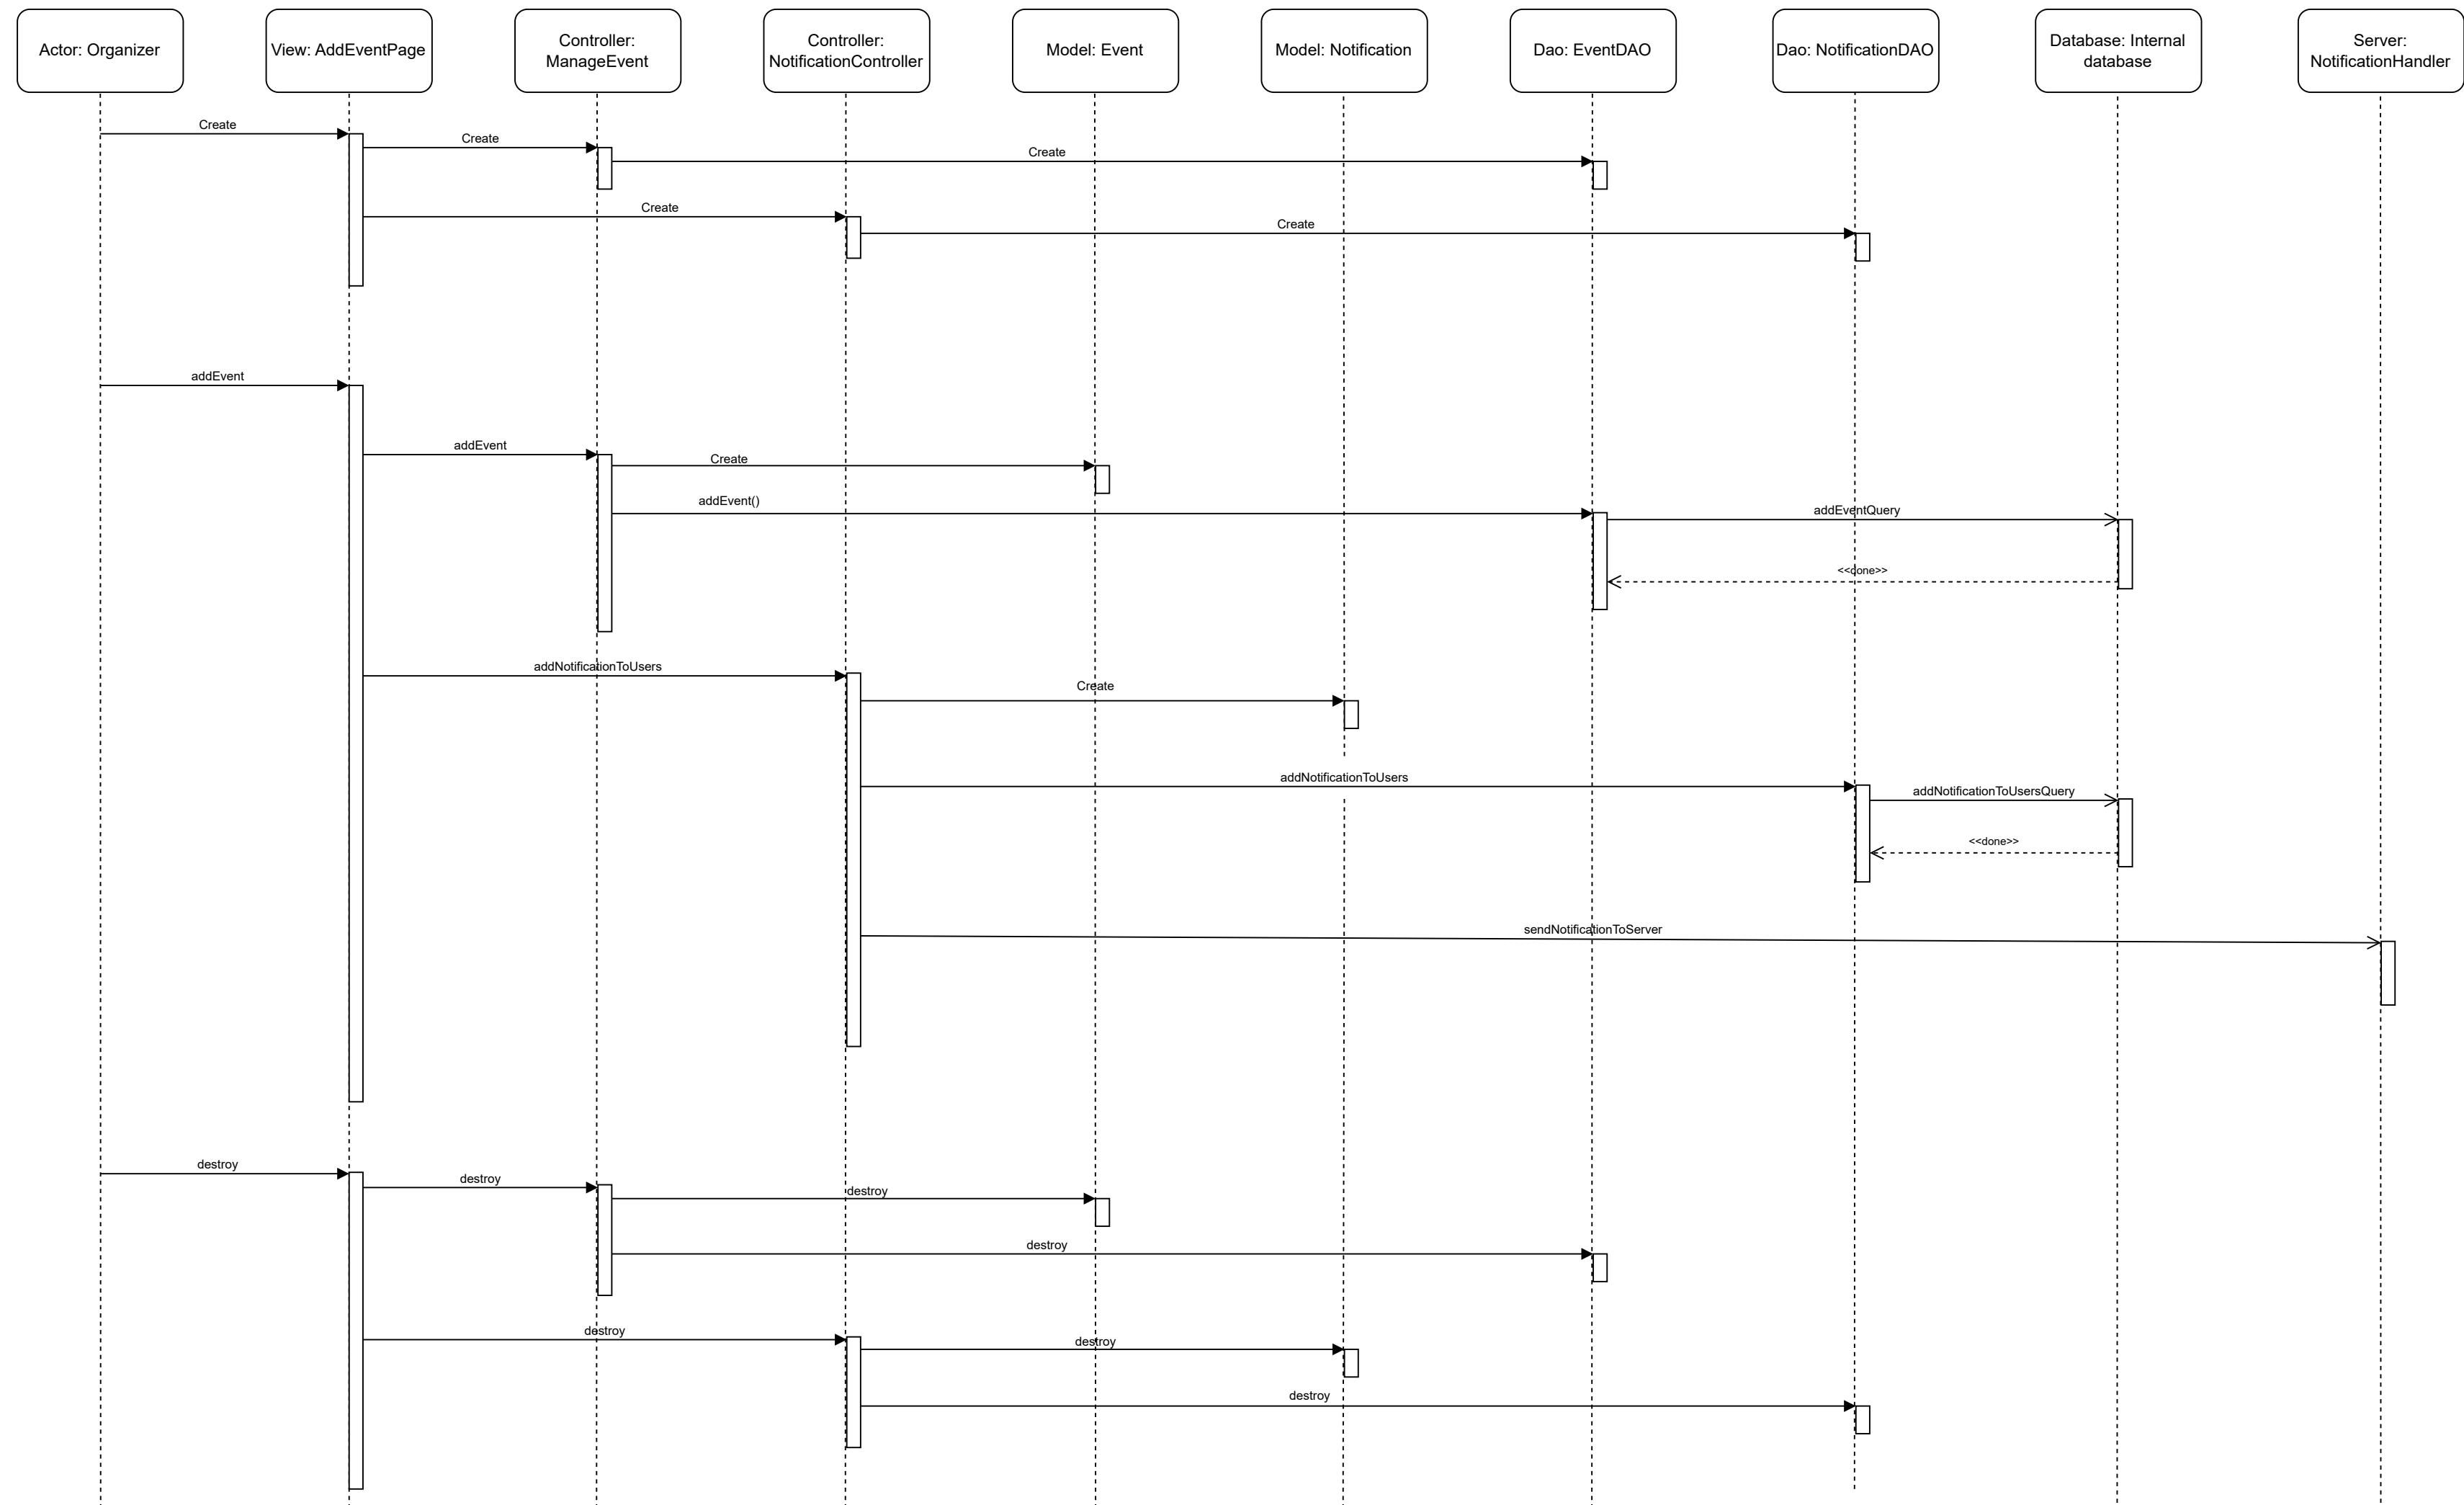 Actor: Organizer
View: AddEventPage
Controller:
ManageEvent
Controller:
NotificationController
Model: Event
Model: Notification
Dao: EventDAO
Dao: NotificationDAO
Database: Internal
database
Server:
NotificationHandler
Create
Create
Create
Create
Create
addEvent
addEvent
Create
addEvent()
addEventQuery
<<done>>
addNotificationToUsers
Create
addNotificationToUsers
addNotificationToUsersQuery
<<done>>
sendNotificationToServer
destroy
destroy
destroy
destroy
destroy
destroy
destroy